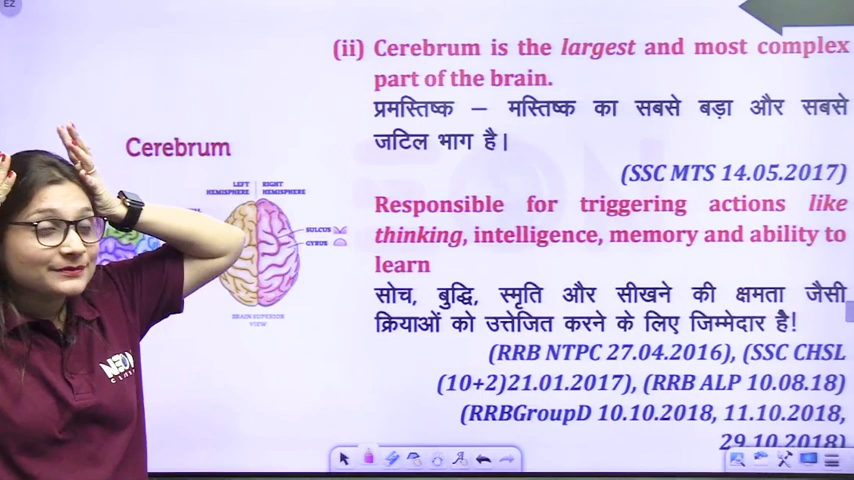 EZ
(ii) Cerebrum is the largest and most complex
part of the brain.
प्रमस्तिष्क – मस्तिष्क का सबसे बड़ा और सबसे
जटिल भाग है।
(SSC MTS 14.05.2017)
Responsible for triggering actions like
thinking, intelligence, memory and ability to
learn
सोच, बुद्धि, स्मृति और सीखने की क्षमता जैसी
क्रियाओं को उत्तेजित करने के लिए जिम्मेदार है!
(RRB NTPC 27.04.2016), (SSC CHSL
(10+2)21.01.2017), (RRB ALP 10.08.18)
(RRBGroupD 10.10.2018, 11.10.2018,
29.10.2018)
Cerebrum
LEFT HEMISPHERE
RIGHT HEMISPHERE
SULCUS
GYRUS
BRAIN SUPERIOR
VIEW
NEON
CLASSES